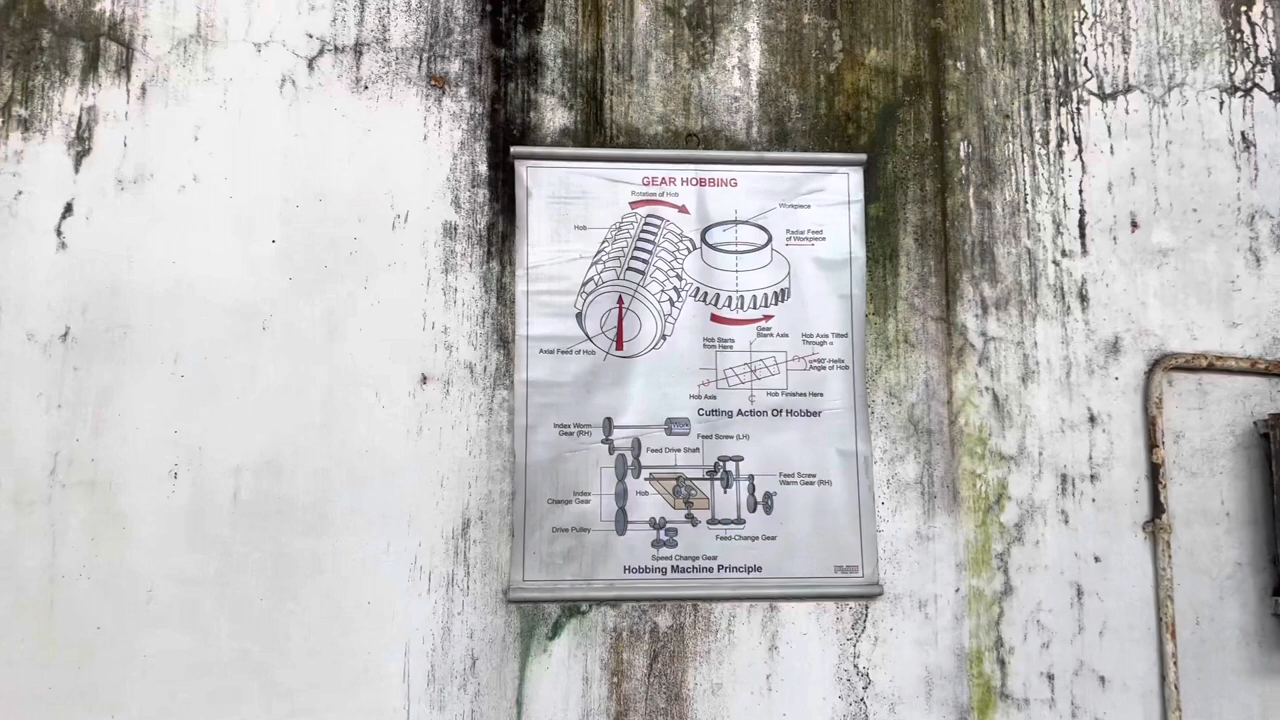 GEAR HOBBING
Rotation of Hob
Workpiece
Hob
Radial Feed
of Workpiece
Axial Feed of Hob
Gear
Blank Axis
Hob Starts
from Here
Hob Axis Tilted
Through α
α=90°-Helix
Angle of Hob
Hob Axis
Hob Finishes Here
Cutting Action Of Hobber
Index Worm
Gear (RH)
Work
Feed Screw (LH)
Feed Drive Shaft
Feed Screw
Warm Gear (RH)
Index
Change Gear
Hob
Drive Pulley
Feed-Change Gear
Speed Change Gear
Hobbing Machine Principle